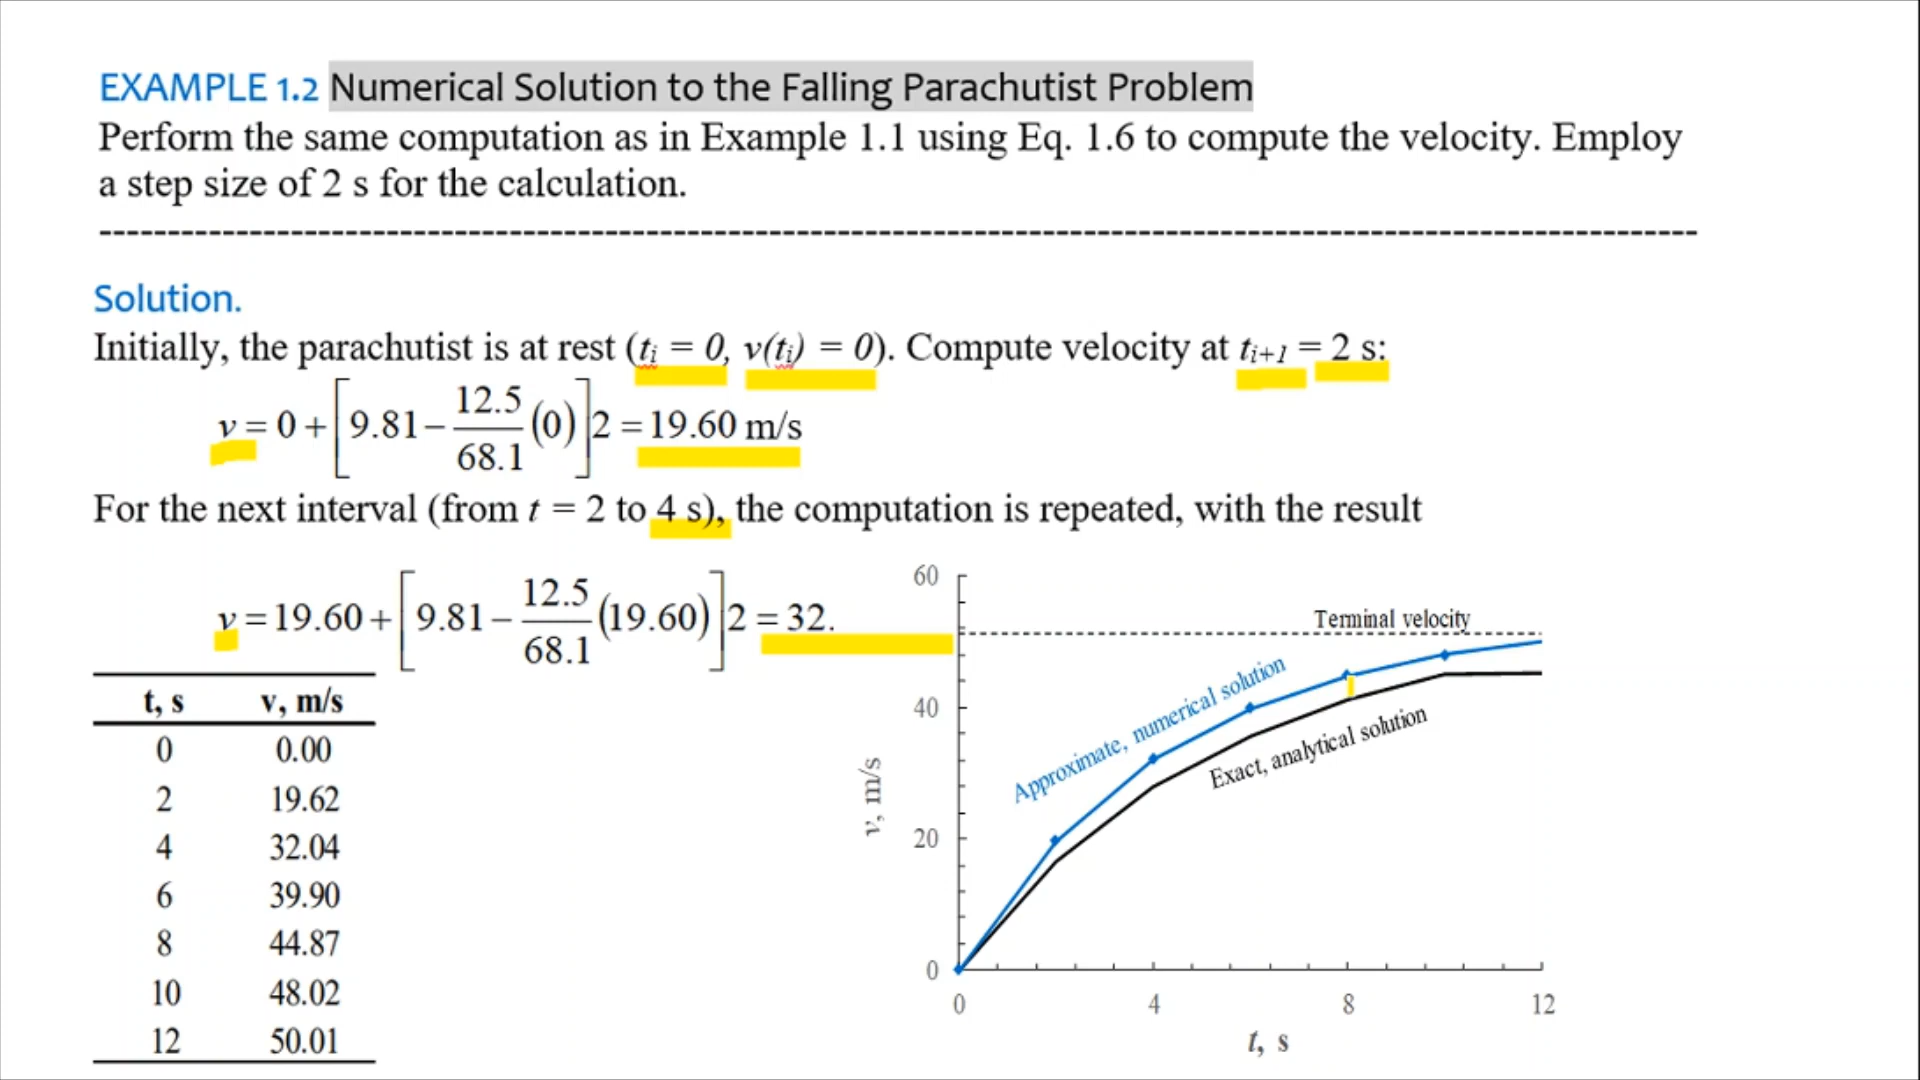 EXAMPLE 1.2 Numerical Solution to the Falling Parachutist Problem
Perform the same computation as in Example 1.1 using Eq. 1.6 to compute the velocity. Employ
a step size of 2 s for the calculation.
--------------------------------------------------------------------------------
Solution.
Initially, the parachutist is at rest (tᵢ = 0, v(tᵢ) = 0). Compute velocity at tᵢ₊₁ = 2 s:
v = 0 + [9.81 − 12.5/68.1 (0)] 2 = 19.60 m/s
For the next interval (from t = 2 to 4 s), the computation is repeated, with the result
v = 19.60 + [9.81 − 12.5/68.1 (19.60)] 2 = 32.
t, s v, m/s
0 0.00
2 19.62
4 32.04
6 39.90
8 44.87
10 48.02
12 50.01
60
40
20
0
v, m/s
Terminal velocity
Approximate, numerical solution
Exact, analytical solution
0 4 8 12
t, s